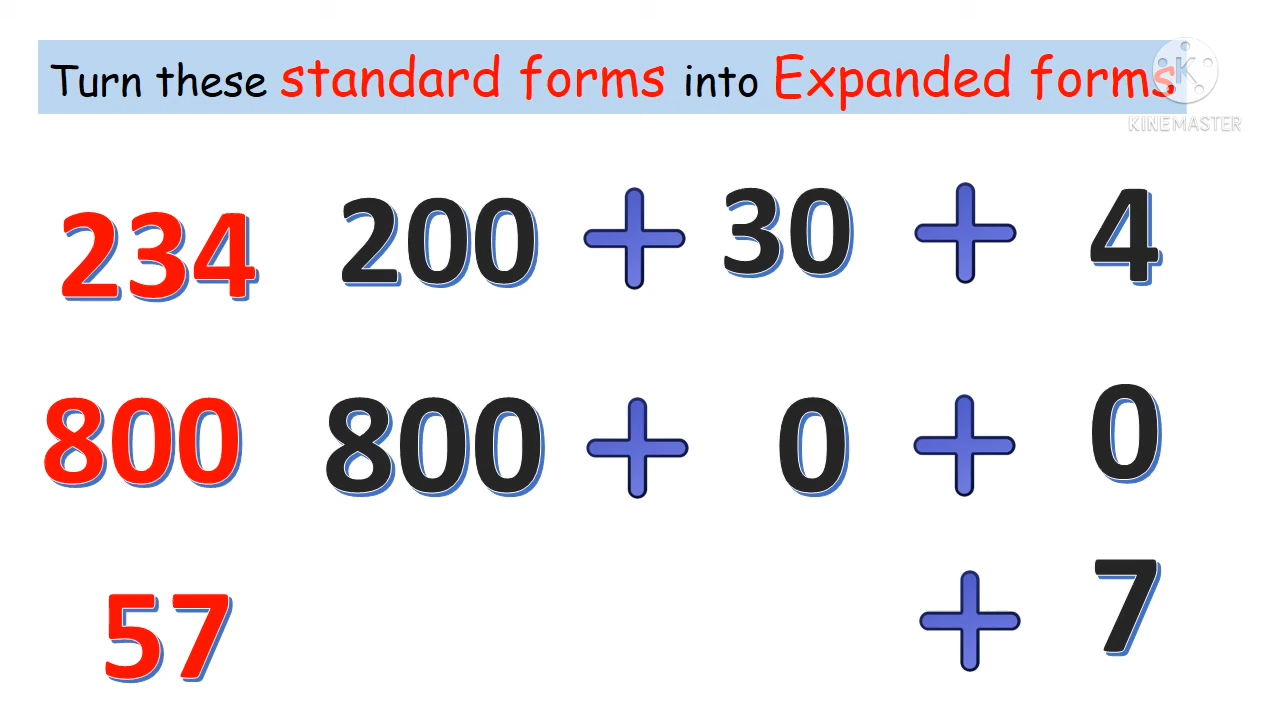 Turn these standard forms into Expanded forms
KINEMASTER
234 200 + 30 + 4
800 800 + 0 + 0
57 + 7